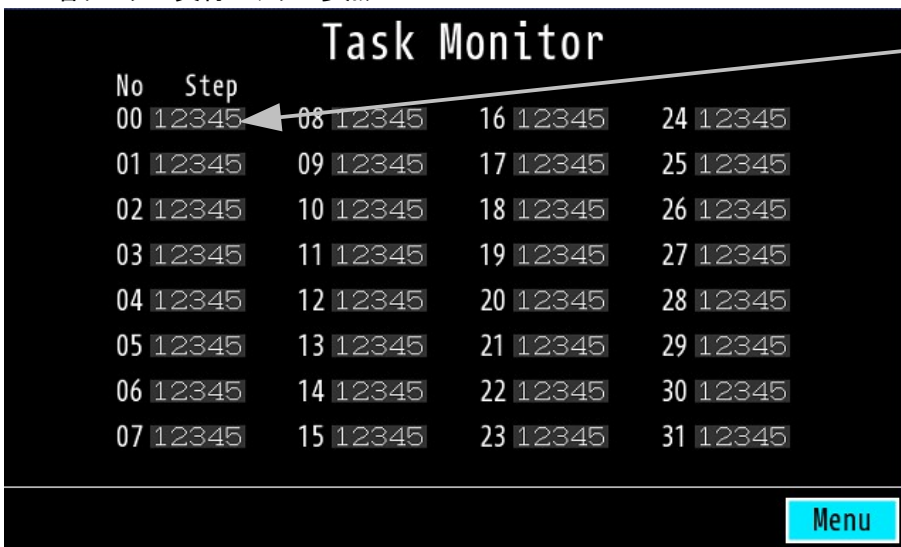 Task Monitor
No Step
00 12345 08 12345 16 12345 24 12345
01 12345 09 12345 17 12345 25 12345
02 12345 10 12345 18 12345 26 12345
03 12345 11 12345 19 12345 27 12345
04 12345 12 12345 20 12345 28 12345
05 12345 13 12345 21 12345 29 12345
06 12345 14 12345 22 12345 30 12345
07 12345 15 12345 23 12345 31 12345
Menu